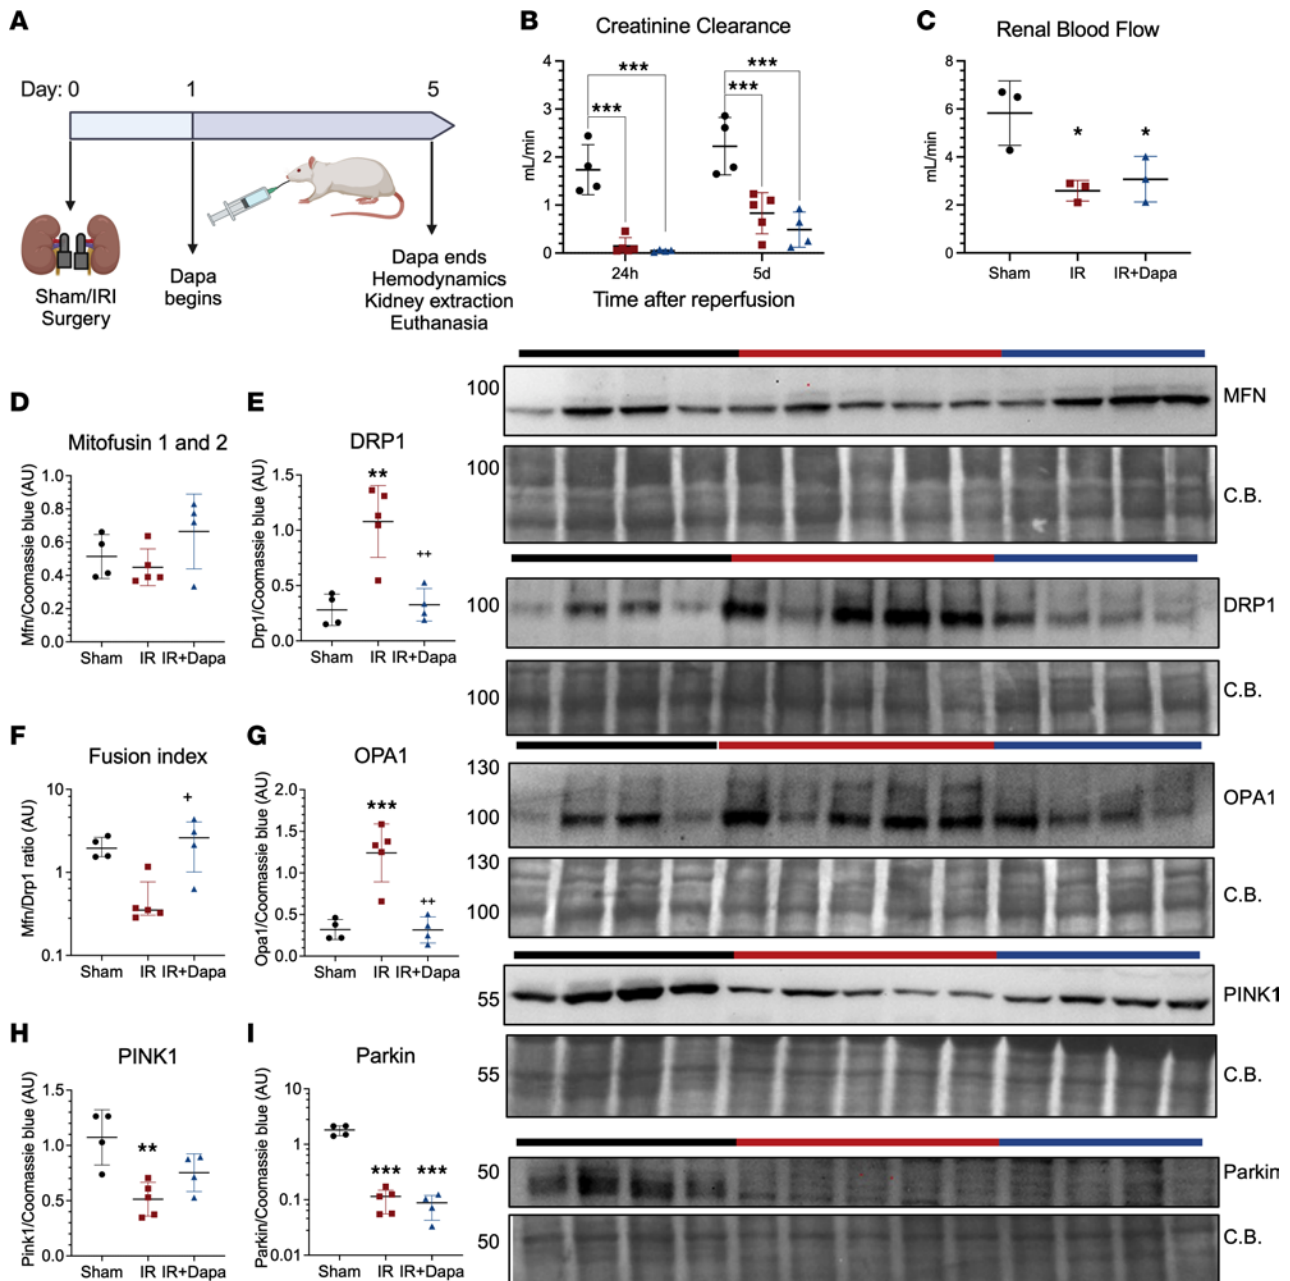 A
Day: 0
1
5
Sham/IRI
Surgery
Dapa
begins
Dapa ends
Hemodynamics
Kidney extraction
Euthanasia
B
Creatinine Clearance
mL/min
4
3
2
1
0
***
***
***
***
24h
5d
Time after reperfusion
C
Renal Blood Flow
mL/min
8
6
4
2
0
*
*
Sham
IR
IR+Dapa
D
Mitofusin 1 and 2
Mfn/Coomassie blue (AU)
1.0
0.8
0.6
0.4
0.2
0.0
Sham
IR
IR+Dapa
E
DRP1
Drp1/Coomassie blue (AU)
1.5
1.0
0.5
0.0
**
++
Sham
IR
IR+Dapa
100
MFN
100
C.B.
100
DRP1
100
C.B.
F
Fusion index
Mfn/Drp1 ratio (AU)
10
1
0.1
+
Sham
IR
IR+Dapa
G
OPA1
Opa1/Coomassie blue (AU)
2.0
1.5
1.0
0.5
0.0
***
++
Sham
IR
IR+Dapa
130
100
OPA1
130
100
C.B.
55
PINK1
55
C.B.
H
PINK1
Pink1/Coomassie blue (AU)
1.5
1.0
0.5
0.0
**
Sham
IR
IR+Dapa
I
Parkin
Parkin/Coomassie blue (AU)
10
1
0.1
0.01
***
***
Sham
IR
IR+Dapa
50
Parkin
50
C.B.